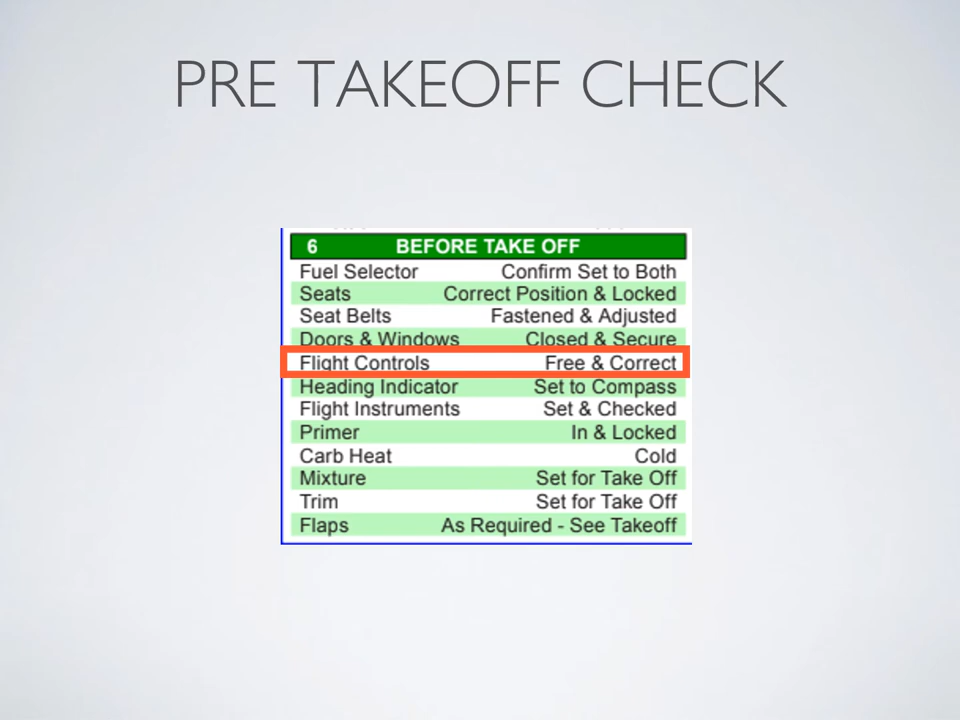 PRE TAKEOFF CHECK
6 BEFORE TAKE OFF
Fuel Selector Confirm Set to Both
Seats Correct Position & Locked
Seat Belts Fastened & Adjusted
Doors & Windows Closed & Secure
Flight Controls Free & Correct
Heading Indicator Set to Compass
Flight Instruments Set & Checked
Primer In & Locked
Carb Heat Cold
Mixture Set for Take Off
Trim Set for Take Off
Flaps As Required - See Takeoff